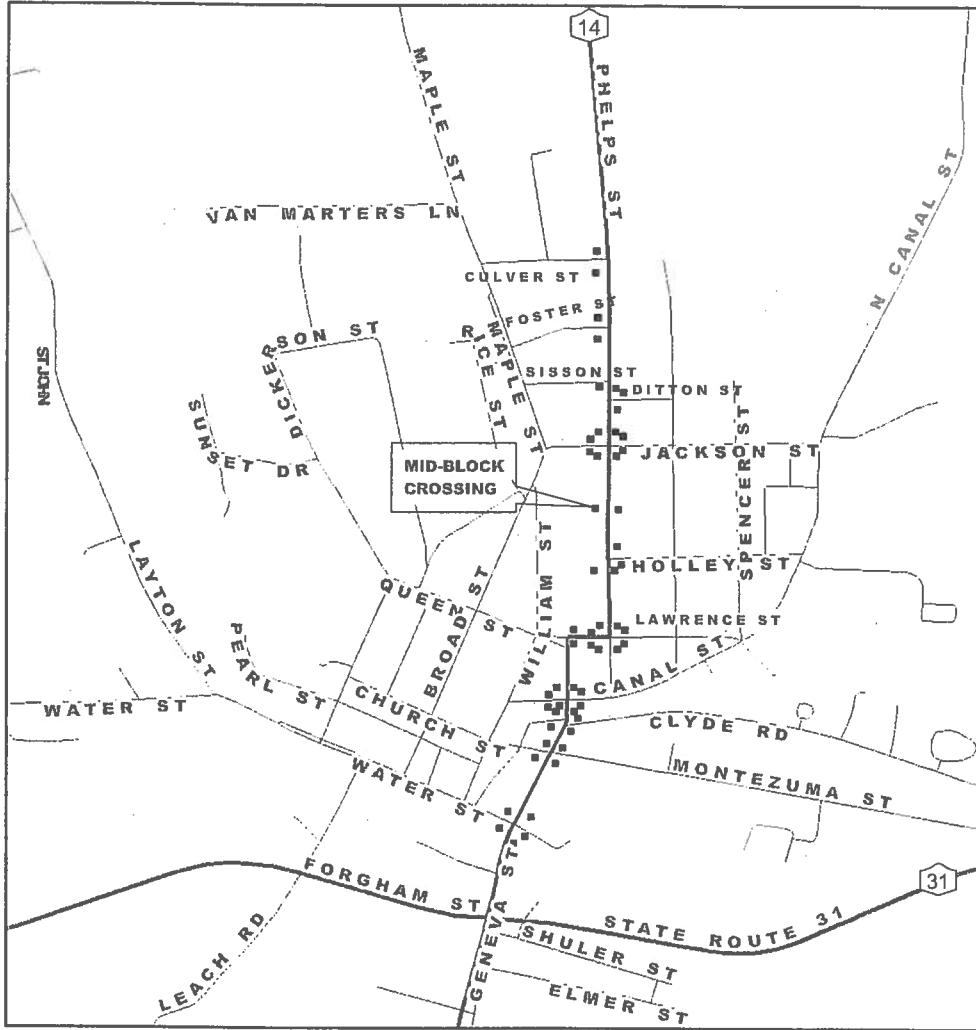 14
MAPLE ST
PHELPS ST
N CANAL ST
VAN MARTERS LN
CULVER ST
FOSTER ST
DICKERSON ST
RICE ST
MAPLE ST
SISSON ST
DITTON ST
ST JOHN
SUNSET DR
MID-BLOCK
CROSSING
JACKSON ST
SPENCER ST
LAYTON ST
WILLIAM ST
HOLLEY ST
QUEEN ST
BROAD ST
LAWRENCE ST
PEARL ST
CANAL ST
WATER ST
CHURCH ST
CLYDE RD
WATER ST
MONTEZUMA ST
FORGHAM ST
GENEVA ST
STATE ROUTE 31
31
LEACH RD
SHULER ST
ELMER ST